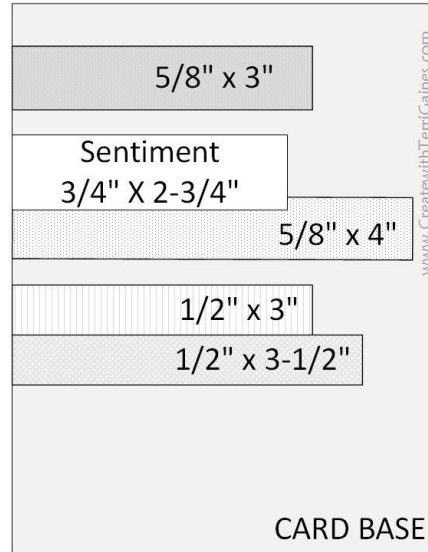 5/8" x 3"
Sentiment
3/4" X 2-3/4"
5/8" x 4"
1/2" x 3"
1/2" x 3-1/2"
CARD BASE
www.CreatewithTerriGaines.com